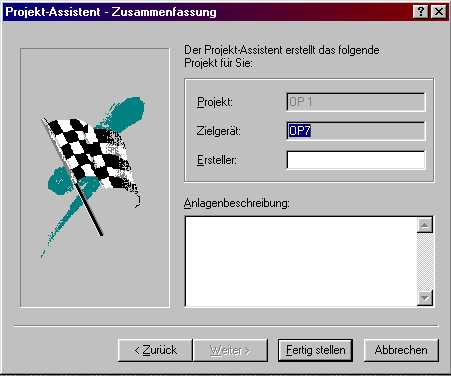 Projekt-Assistent - Zusammenfassung
Der Projekt-Assistent erstellt das folgende
Projekt für Sie:
Projekt: OP 1
Zielgerät: OP7
Ersteller:
Anlagenbeschreibung:
< Zurück Weiter > Fertig stellen Abbrechen